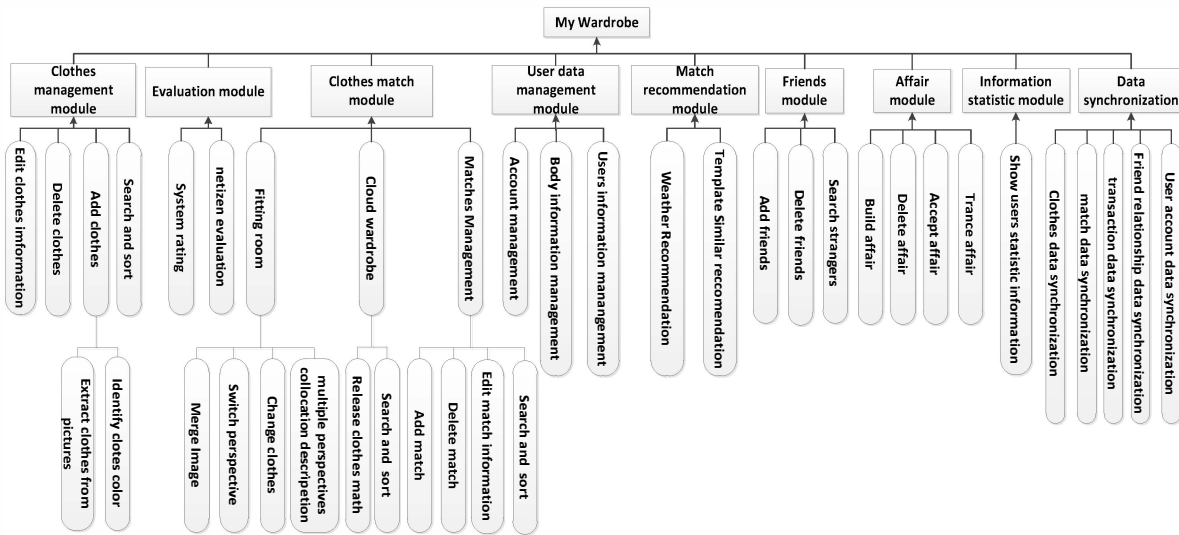 My Wardrobe
Clothes
management module
Evaluation module
Clothes match
module
User data
management
module
Match
recommendation
module
Friends
module
Affair
module
Information
statistic module
Data
synchronization
Edit clothes imformation
Delete clothes
Add clothes
Search and sort
System rating
netizen evaluation
Fitting room
Cloud wardrobe
Matches Management
Account management
Body information management
Users information manangement
Weather Recommendation
Template Similar reccomendation
Add friends
Delete friends
Search strangers
Build affair
Delete affair
Accept affair
Trance affair
Show users statistic information
Clothes data synchronization
match data synchronization
transaction data synchronization
Friend relationship data synchronization
User account data synchronization
Extract clothes from
pictures
Identify clotes color
Merge Image
Switch perspective
Change clothes
multiple perspectives
collocation descripetion
Release clothes math
Search and sort
Add match
Delete match
Edit match information
Search and sort